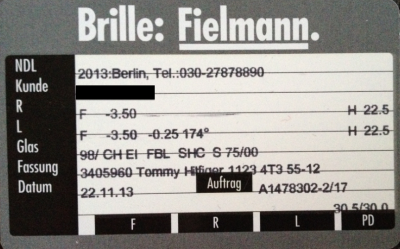 Brille: Fielmann.
NDL 2013:Berlin, Tel.:030-27878890
Kunde
R F -3.50 H 22.5
L F -3.50 -0.25 174° H 22.5
Glas 98/ CH EI FBL SHC S 75/00
Fassung 3405960 Tommy Hilfiger 1123 4T3 55-12
Datum 22.11.13 Auftrag A1478302-2/17
30.5/30.0
F R L PD